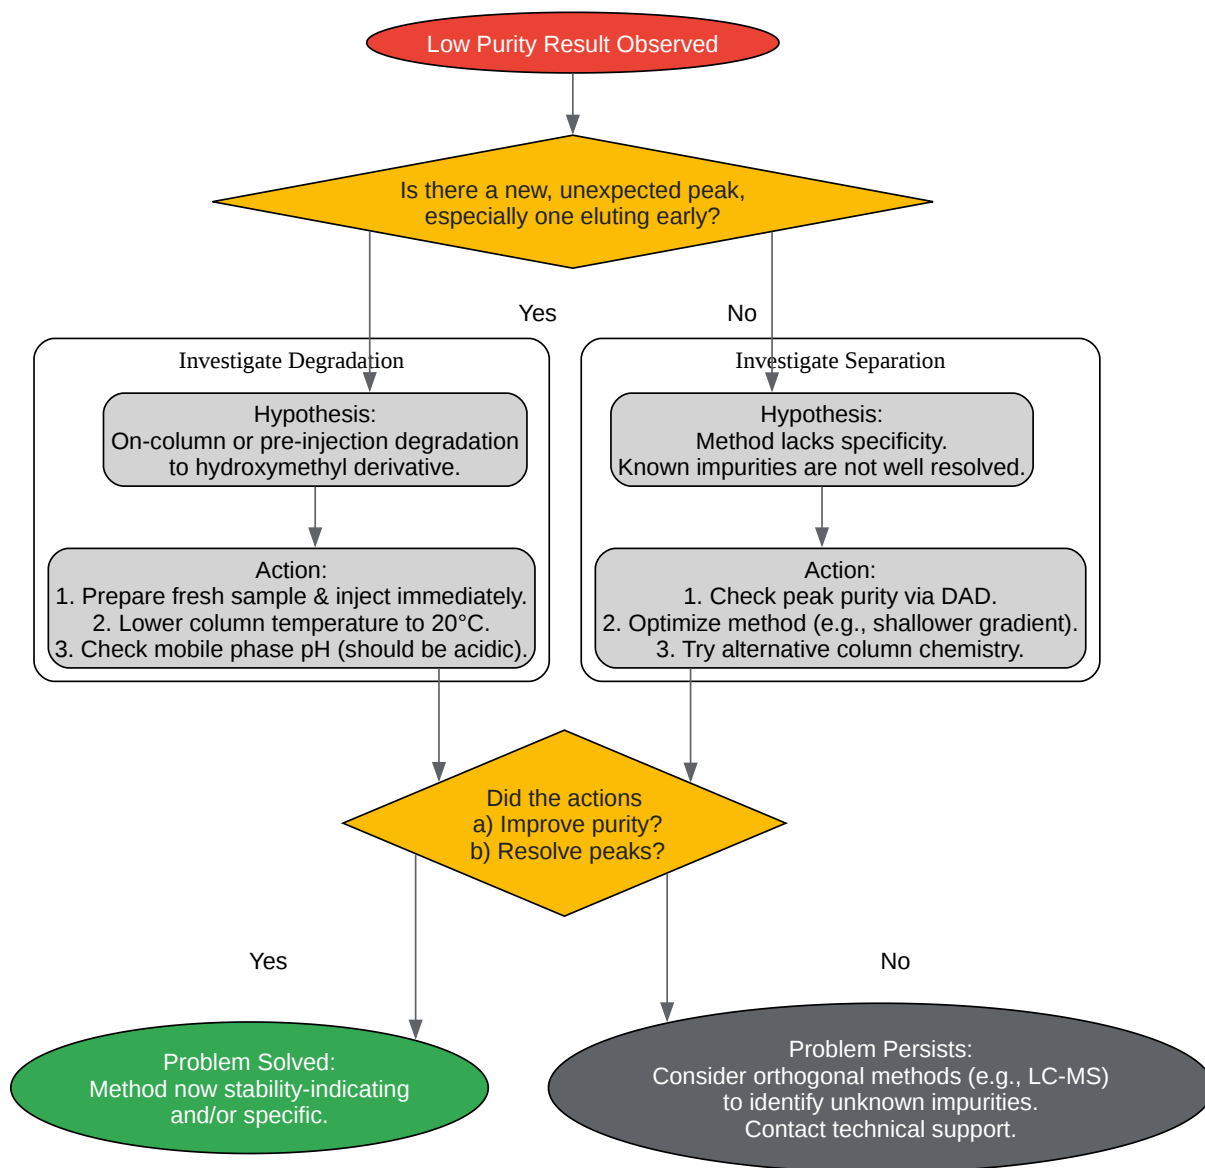 Low Purity Result Observed
Is there a new, unexpected peak,
especially one eluting early?
Yes
No
Investigate Degradation
Hypothesis:
On-column or pre-injection degradation
to hydroxymethyl derivative.
Action:
1. Prepare fresh sample & inject immediately.
2. Lower column temperature to 20°C.
3. Check mobile phase pH (should be acidic).
Investigate Separation
Hypothesis:
Method lacks specificity.
Known impurities are not well resolved.
Action:
1. Check peak purity via DAD.
2. Optimize method (e.g., shallower gradient).
3. Try alternative column chemistry.
Did the actions
a) Improve purity?
b) Resolve peaks?
Yes
No
Problem Solved:
Method now stability-indicating
and/or specific.
Problem Persists:
Consider orthogonal methods (e.g., LC-MS)
to identify unknown impurities.
Contact technical support.